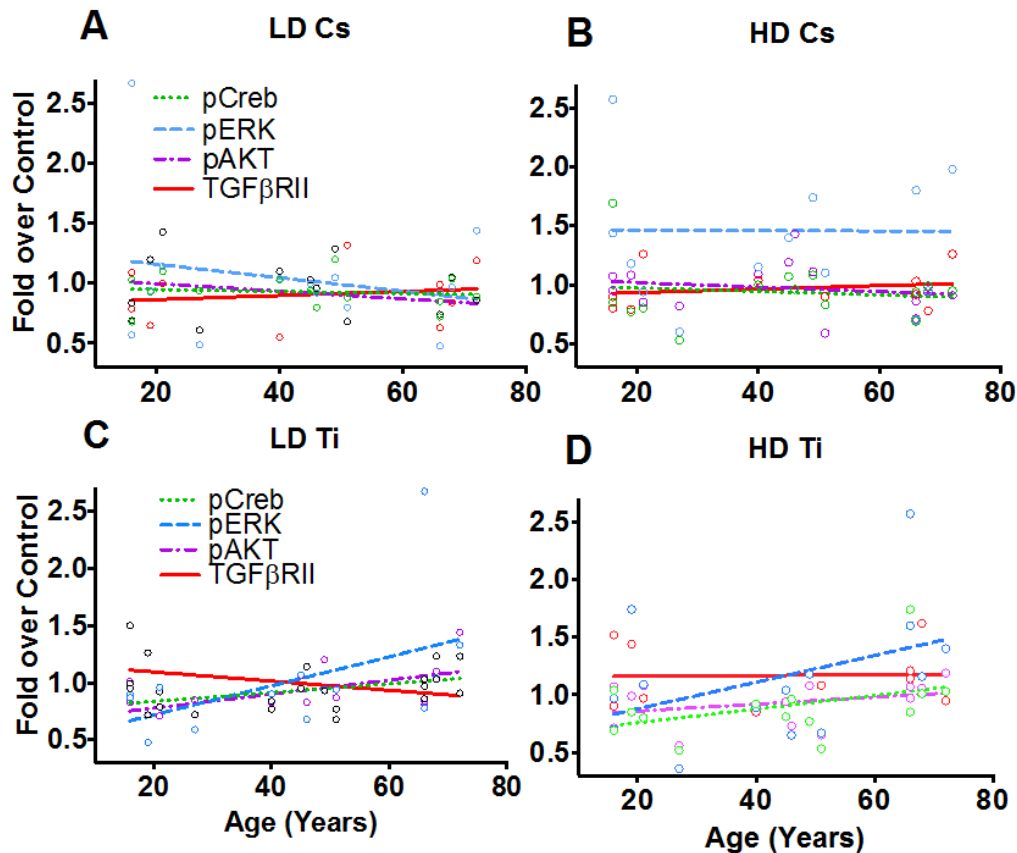 A
LD Cs
B
HD Cs
Fold over Control
2.5
2.0
1.5
1.0
0.5
pCreb
pERK
pAKT
TGFβRII
20
40
60
80
2.5
2.0
1.5
1.0
0.5
20
40
60
80
C
LD Ti
D
HD Ti
Fold over Control
2.5
2.0
1.5
1.0
0.5
pCreb
pERK
pAKT
TGFβRII
20
40
60
80
Age (Years)
2.5
2.0
1.5
1.0
0.5
20
40
60
80
Age (Years)